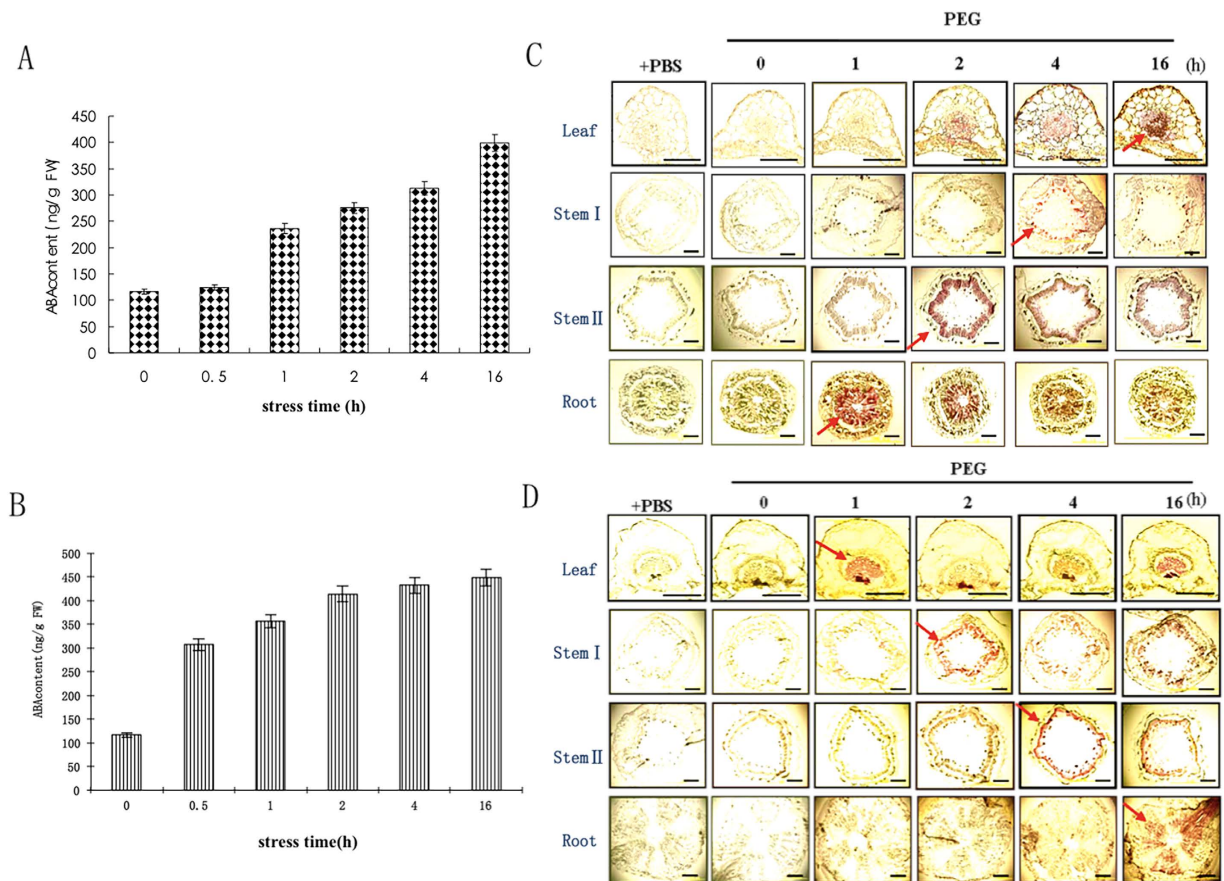 A
450
400
350
300
250
200
150
100
50
0
ABAcontent (ng/g FW)
0 0.5 1 2 4 16
stress time (h)
B
500
450
400
350
300
250
200
150
100
50
0
ABAcontent(ng/g FW)
0 0.5 1 2 4 16
stress time(h)
C
PEG
+PBS 0 1 2 4 16 (h)
Leaf
Stem Ⅰ
Stem Ⅱ
Root
D
PEG
+PBS 0 1 2 4 16 (h)
Leaf
Stem Ⅰ
Stem Ⅱ
Root